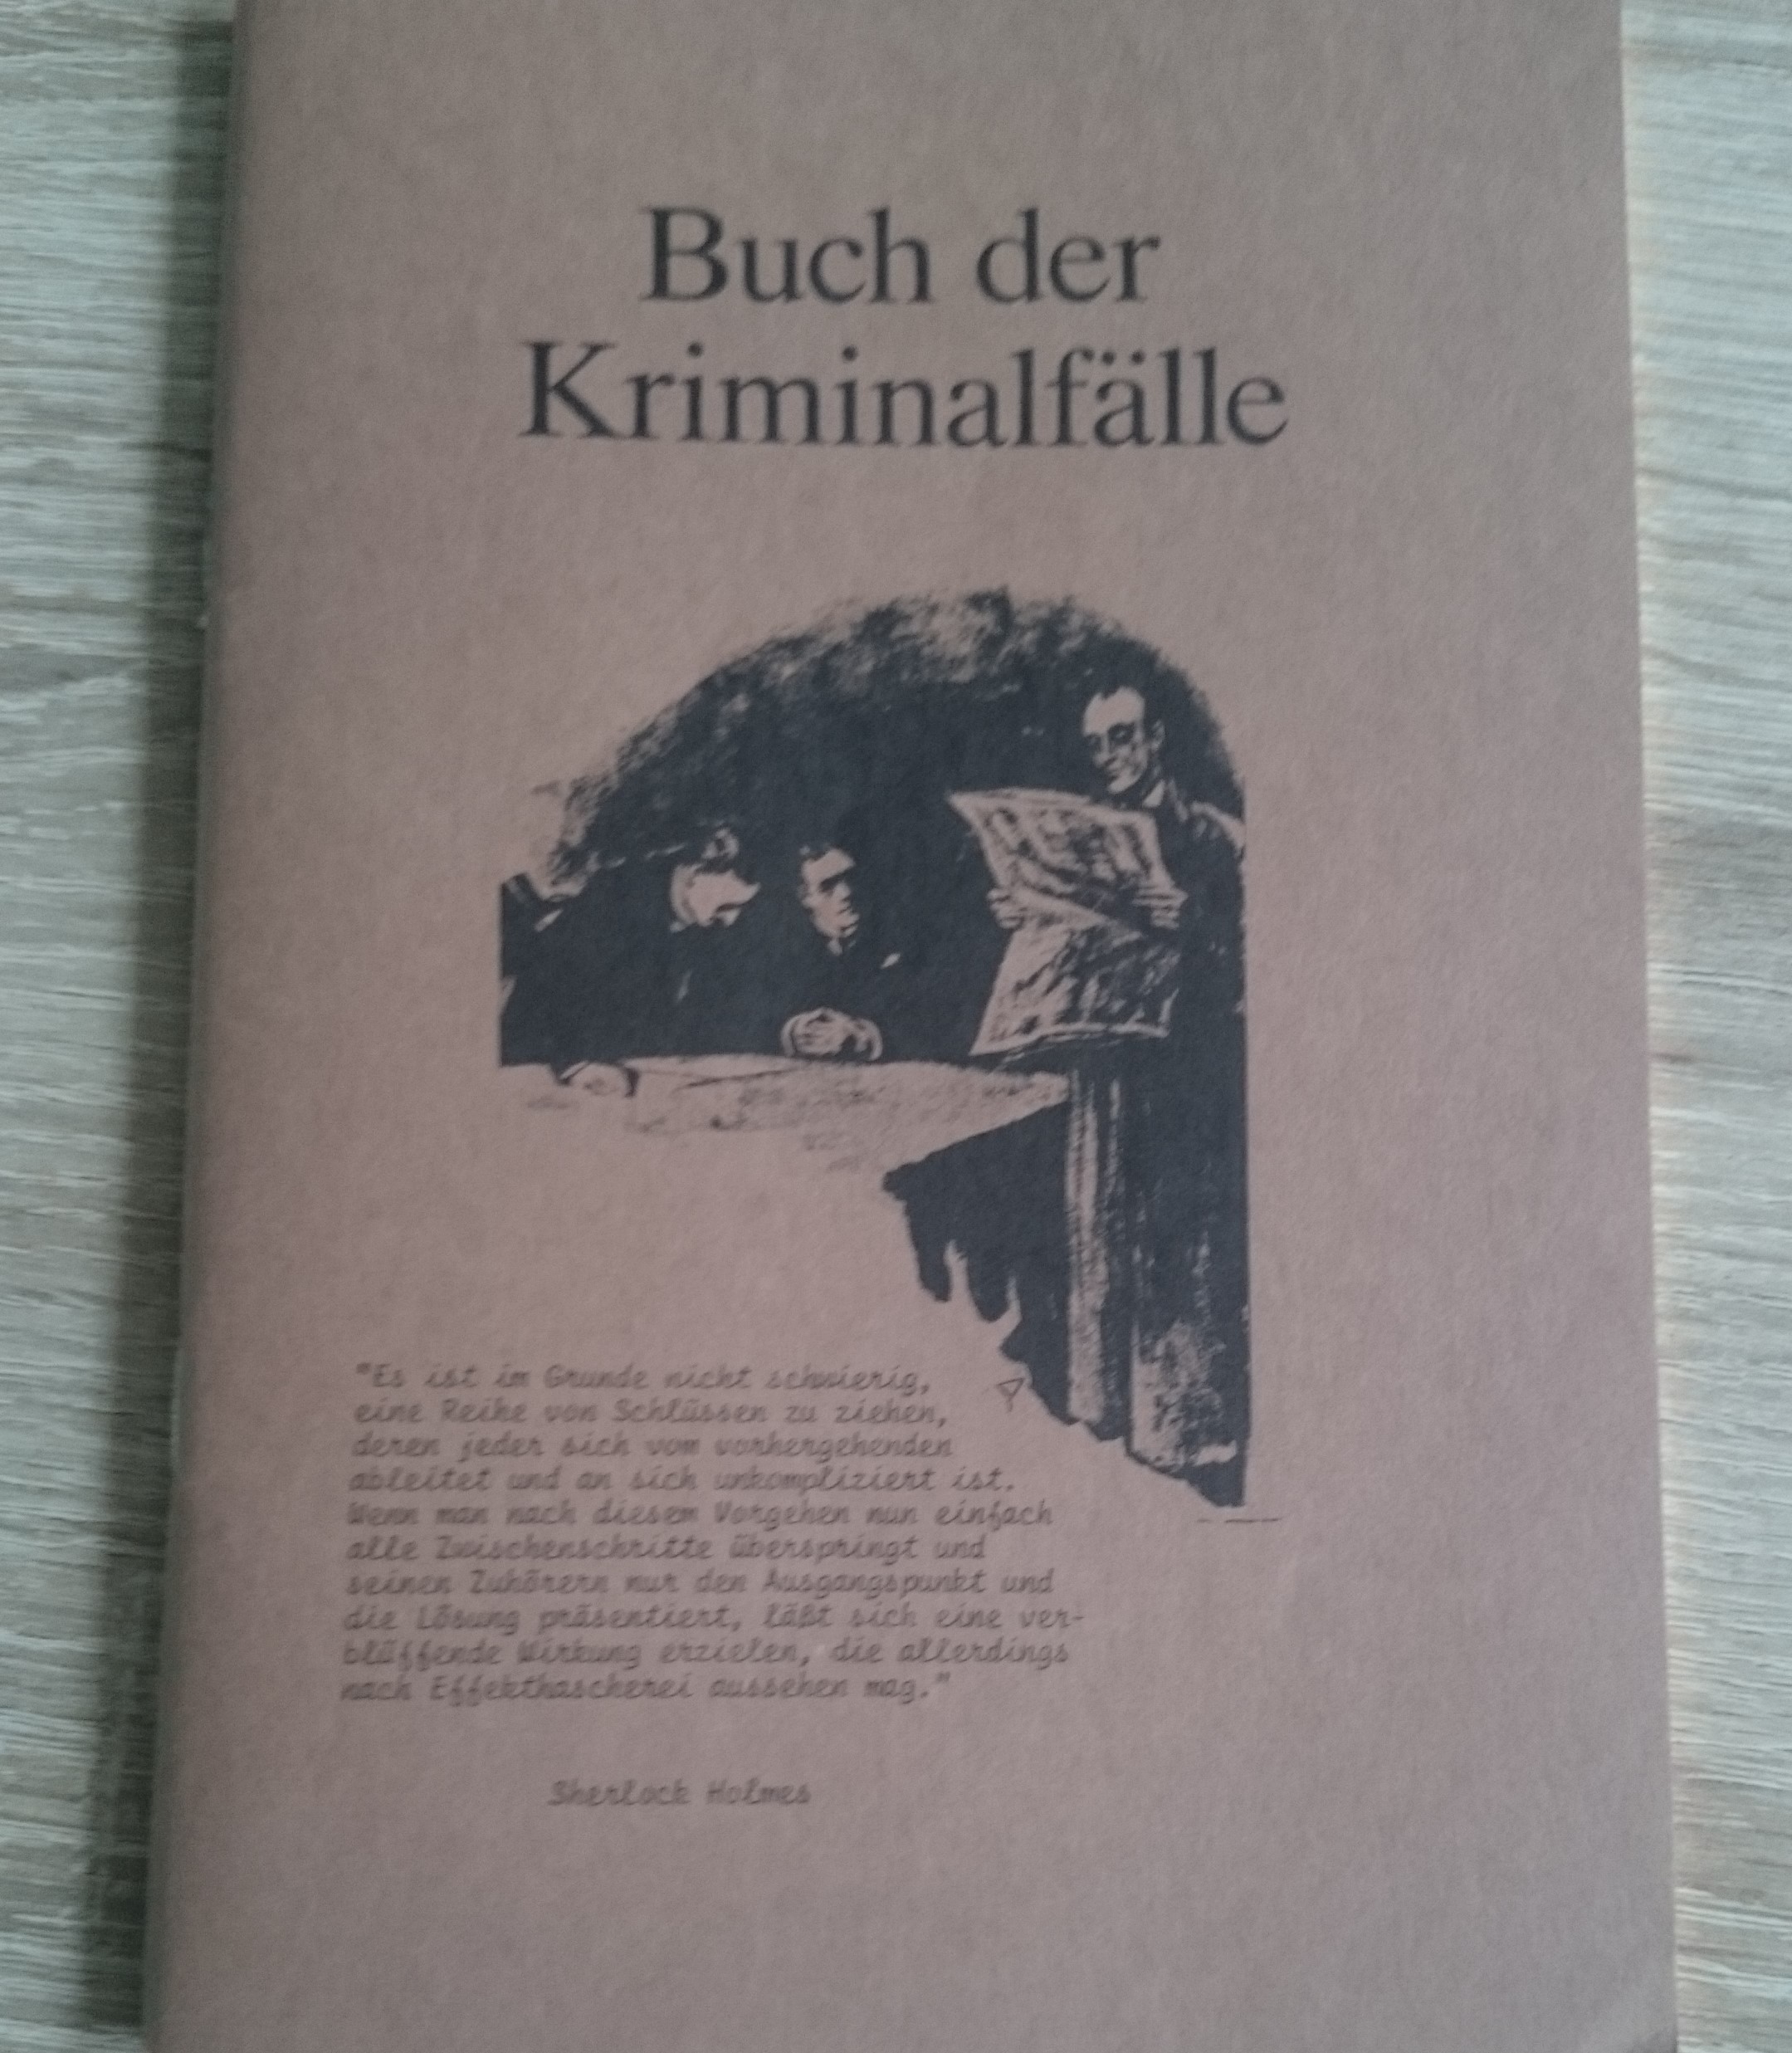 Buch der
Kriminalfälle
"Es ist im Grunde nicht schwierig,
eine Reihe von Schlüssen zu ziehen,
deren jeder sich vom vorhergehenden
ableitet und an sich unkompliziert ist.
Wenn man nach diesem Vorgehen nun einfach
alle Zwischenschritte überspringt und
seinen Zuhörern nur den Ausgangspunkt und
die Lösung präsentiert, läßt sich eine ver-
blüffende Wirkung erzielen, die allerdings
nach Effekthascherei aussehen mag."
Sherlock Holmes